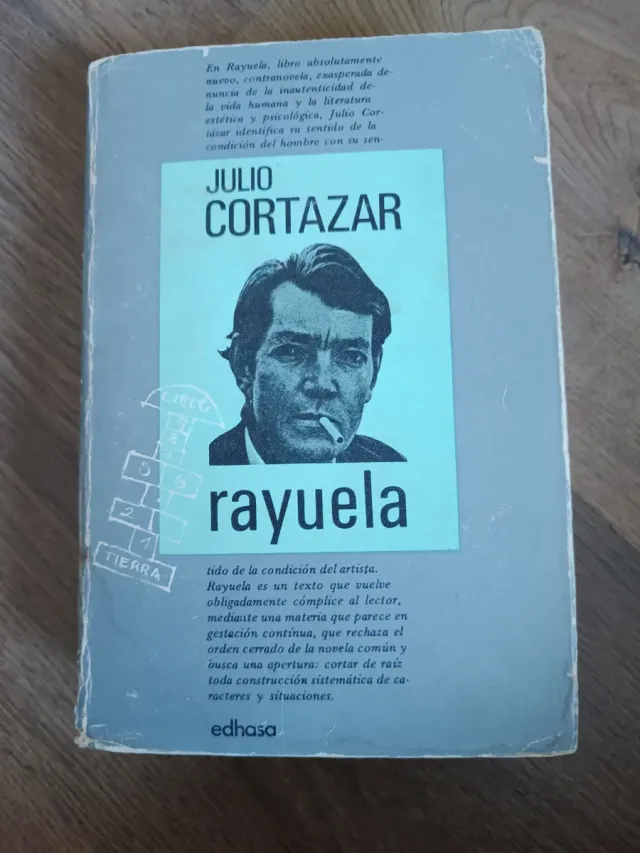 En Rayuela, libro absolutamente
nuevo, contranovela, exasperada de-
nuncia de la inautenticidad de-
la vida humana y la literatura
estética y psicológica, Julio Cor-
tázar identifica su sentido de la
condición del hombre con su sen-
JULIO
CORTAZAR
CIELO
7
8
5 6
2
1
TIERRA
rayuela
tido de la condición del artista.
Rayuela es un texto que vuelve
obligadamente cómplice al lector,
mediante una materia que parece en
gestación contínua, que rechaza el
orden cerrado de la novela común y
busca una apertura: cortar de raíz
toda construcción sistemática de ca-
racteres y situaciones.
edhasa